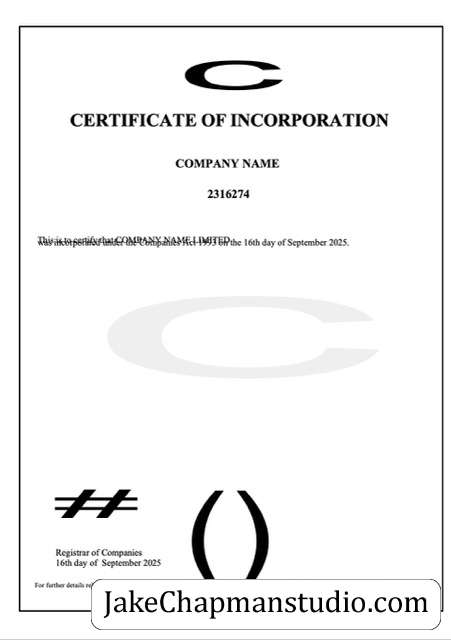 C
CERTIFICATE OF INCORPORATION
COMPANY NAME
2316274
This is to certify that COMPANY NAME LIMITED
was incorporated under the Companies Act 1993 on the 16th day of September 2025.
C
#
()
Registrar of Companies
16th day of September 2025
For further details
JakeChapmanstudio.com